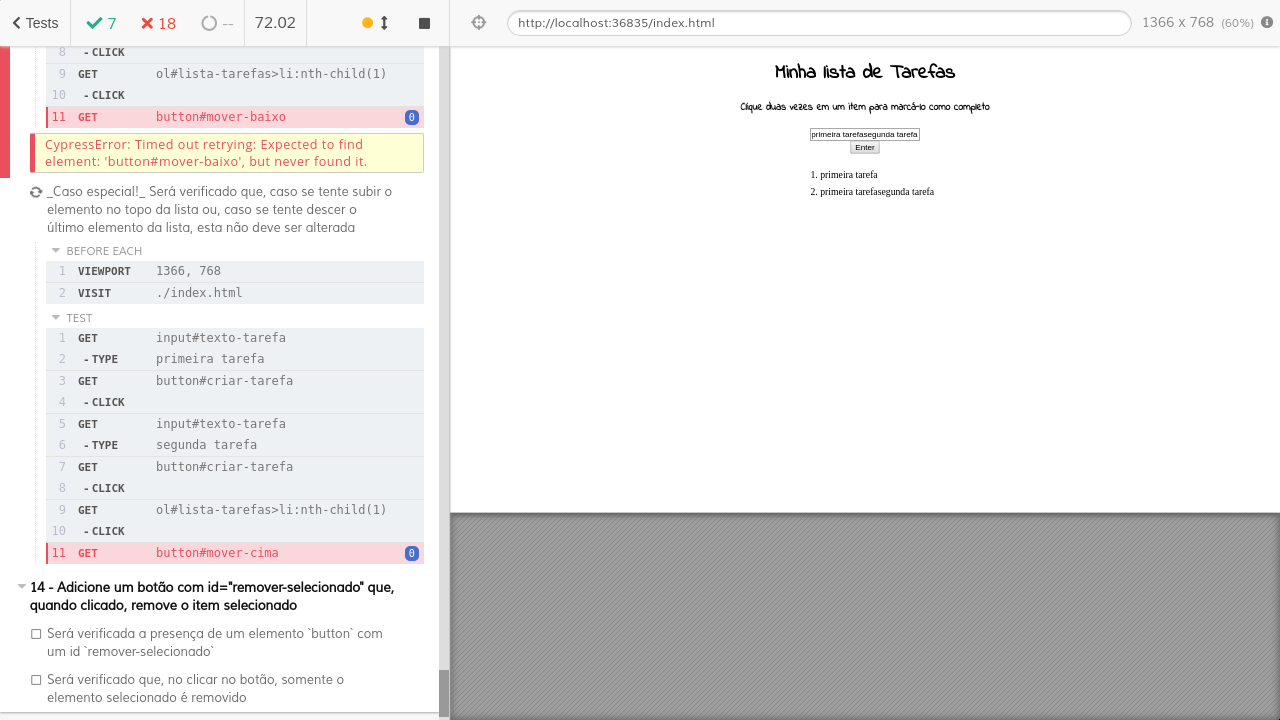 Tests
7
18
--
72.02
http://localhost:36835/index.html
1366 x 768 (60%)
8 - CLICK
9 GET ol#lista-tarefas>li:nth-child(1)
10 - CLICK
11 GET button#mover-baixo 0
CypressError: Timed out retrying: Expected to find
element: 'button#mover-baixo', but never found it.
_Caso especial!_ Será verificado que, caso se tente subir o
elemento no topo da lista ou, caso se tente descer o
último elemento da lista, esta não deve ser alterada
BEFORE EACH
1 VIEWPORT 1366, 768
2 VISIT ./index.html
TEST
1 GET input#texto-tarefa
2 - TYPE primeira tarefa
3 GET button#criar-tarefa
4 - CLICK
5 GET input#texto-tarefa
6 - TYPE segunda tarefa
7 GET button#criar-tarefa
8 - CLICK
9 GET ol#lista-tarefas>li:nth-child(1)
10 - CLICK
11 GET button#mover-cima 0
14 - Adicione um botão com id="remover-selecionado" que,
quando clicado, remove o item selecionado
Será verificada a presença de um elemento `button` com
um id `remover-selecionado`
Será verificado que, no clicar no botão, somente o
elemento selecionado é removido
Minha lista de Tarefas
Clique duas vezes em um item para marcá-lo como completo
primeira tarefasegunda tarefa
Enter
1. primeira tarefa
2. primeira tarefasegunda tarefa